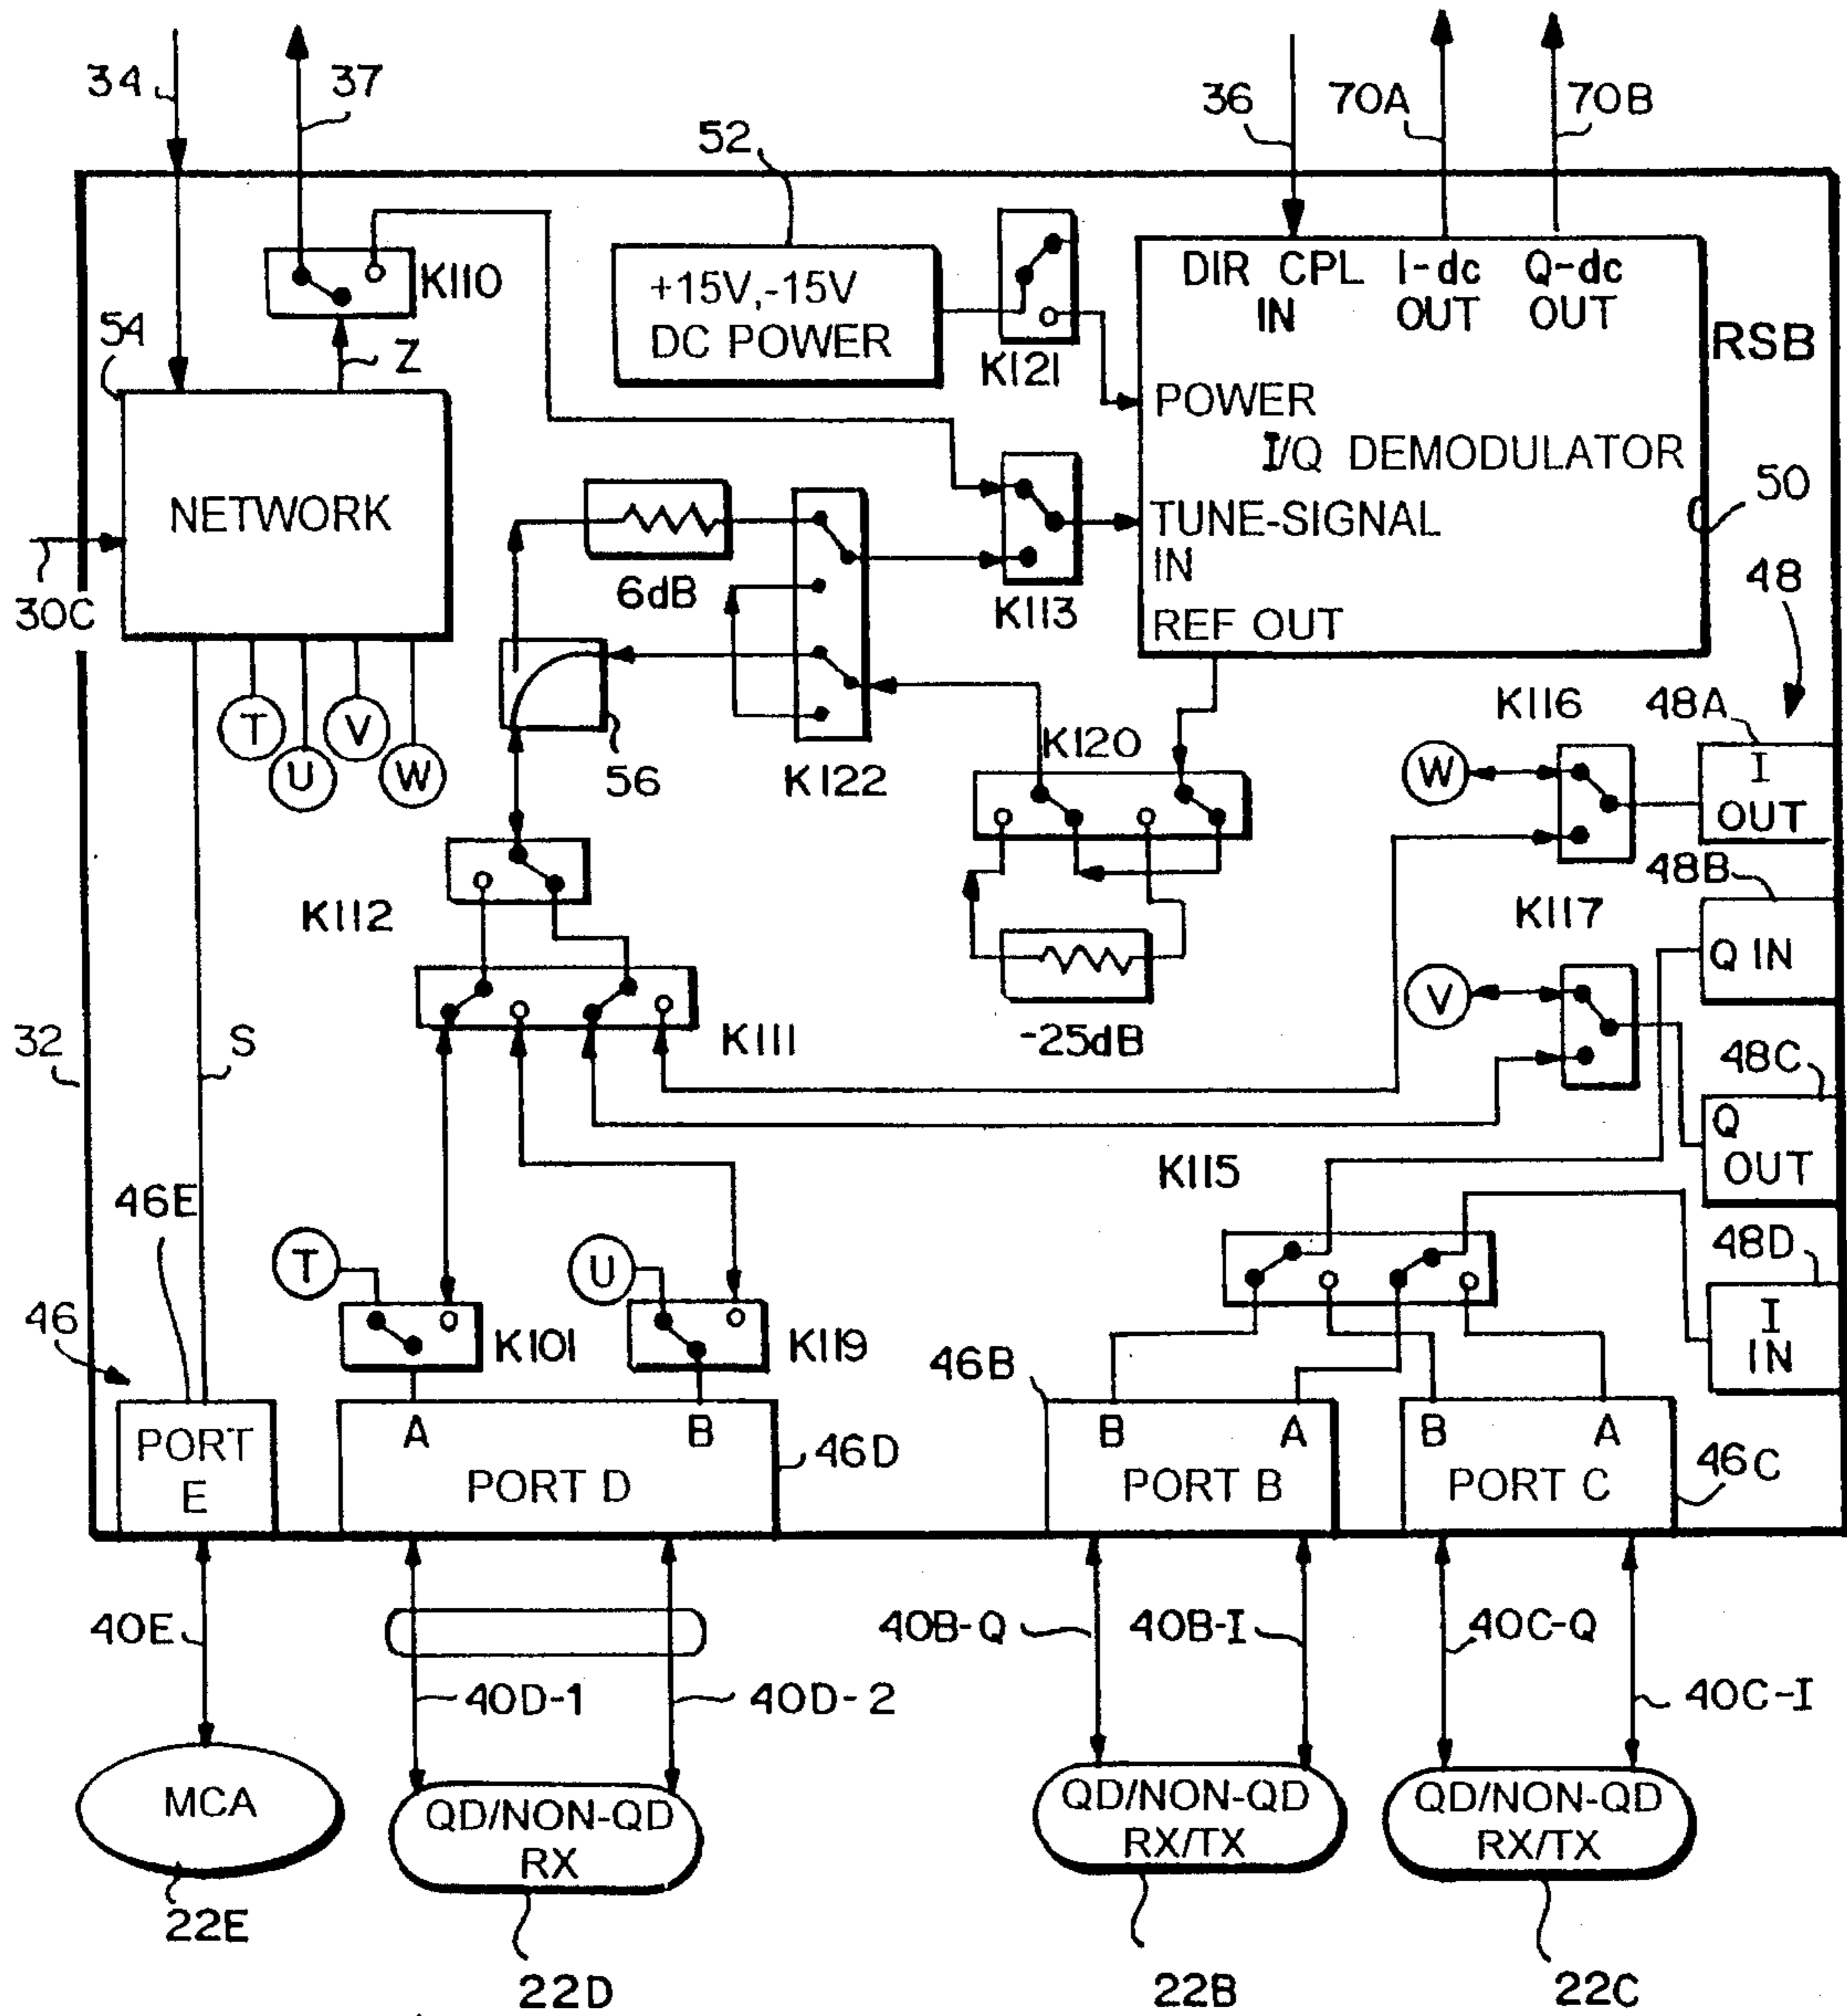 34
37
36
70A
70B
52
K110
+15V,-15V
DC POWER
K121
DIR CPL
IN
I-dc
OUT
Q-dc
OUT
RSB
54
Z
POWER
I/Q DEMODULATOR
NETWORK
TUNE-SIGNAL
IN
50
30C
6dB
K113
REF OUT
48
T
U
V
W
56
K122
K120
K116
48A
W
I
OUT
K112
48B
K117
Q IN
V
-25dB
K111
32
S
48C
Q
OUT
K115
46E
T
U
48D
I
IN
46
K101
K119
46B
PORT
E
A
B
PORT D
46D
B
A
PORT B
B
A
PORT C
46C
40E
40D-1
40D-2
40B-Q
40B-I
40C-Q
40C-I
MCA
QD/NON-QD
RX
QD/NON-QD
RX/TX
QD/NON-QD
RX/TX
22E
22D
22B
22C